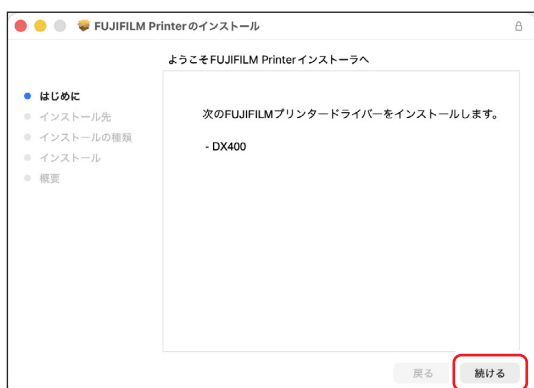 FUJIFILM Printerのインストール
ようこそFUJIFILM Printerインストーラへ
はじめに
インストール先
インストールの種類
インストール
概要
次のFUJIFILMプリンタードライバーをインストールします。
- DX400
戻る
続ける